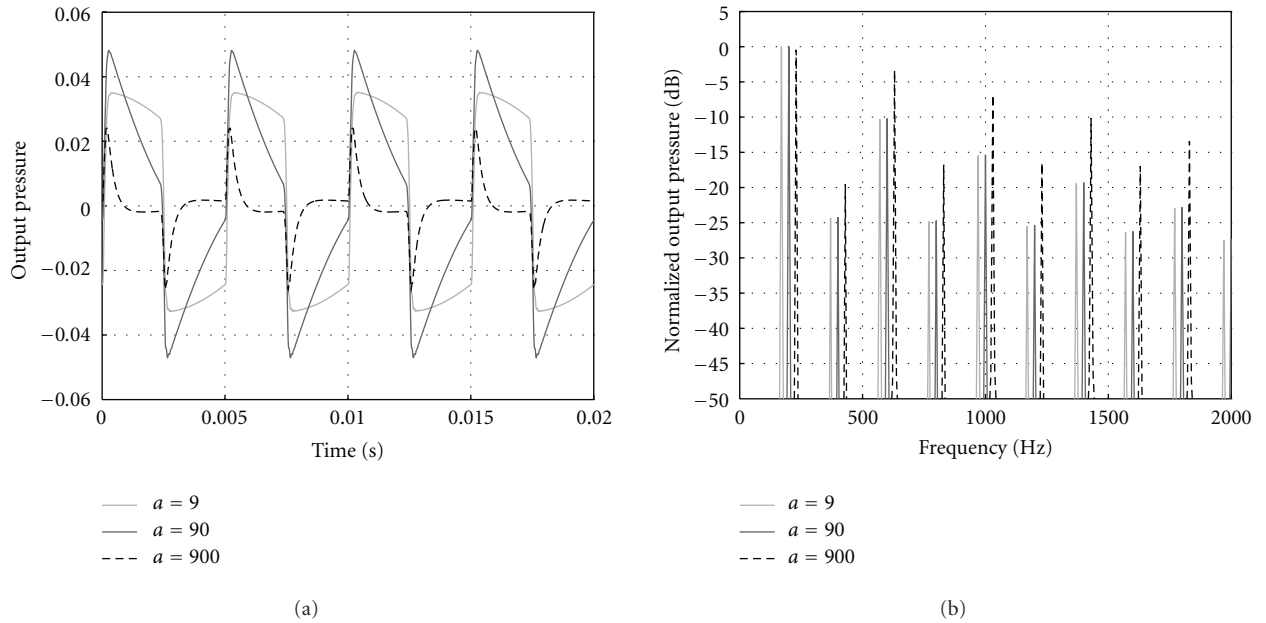 0.06
0.04
0.02
0
−0.02
−0.04
−0.06
Output pressure
0
0.005
0.01
0.015
0.02
Time (s)
a = 9
a = 90
a = 900
(a)
5
0
−5
−10
−15
−20
−25
−30
−35
−40
−45
−50
Normalized output pressure (dB)
0
500
1000
1500
2000
Frequency (Hz)
a = 9
a = 90
a = 900
(b)